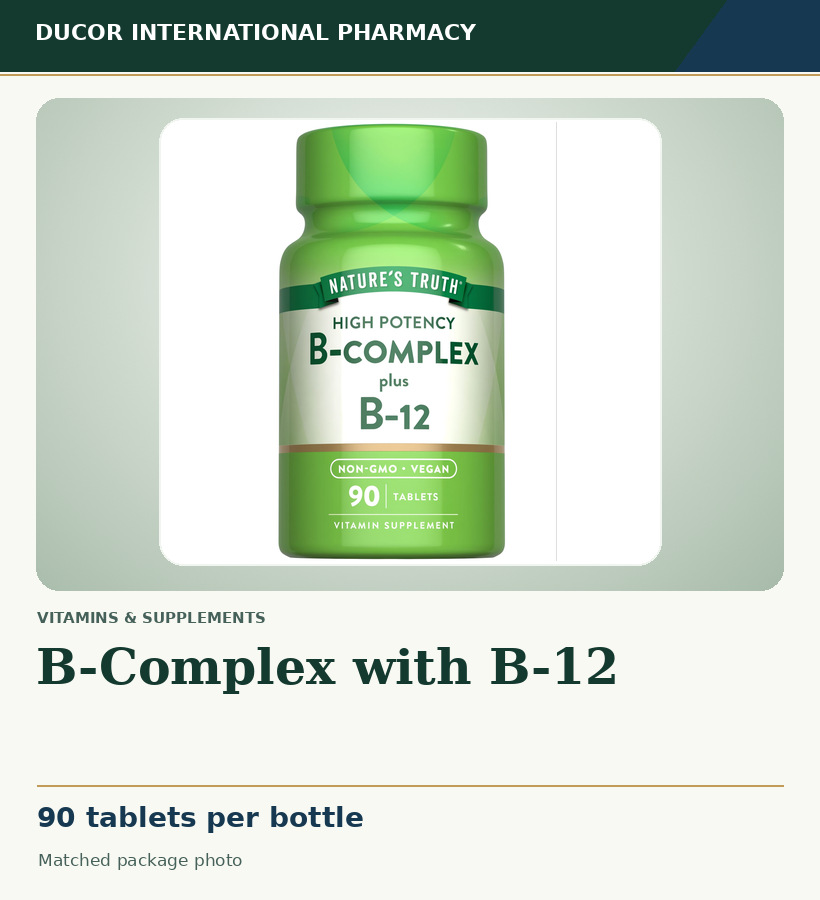 DUCOR INTERNATIONAL PHARMACY
NATURE'S TRUTH
HIGH POTENCY
B-COMPLEX
plus
B-12
NON-GMO • VEGAN
90 TABLETS
VITAMIN SUPPLEMENT
VITAMINS & SUPPLEMENTS
B-Complex with B-12
90 tablets per bottle
Matched package photo